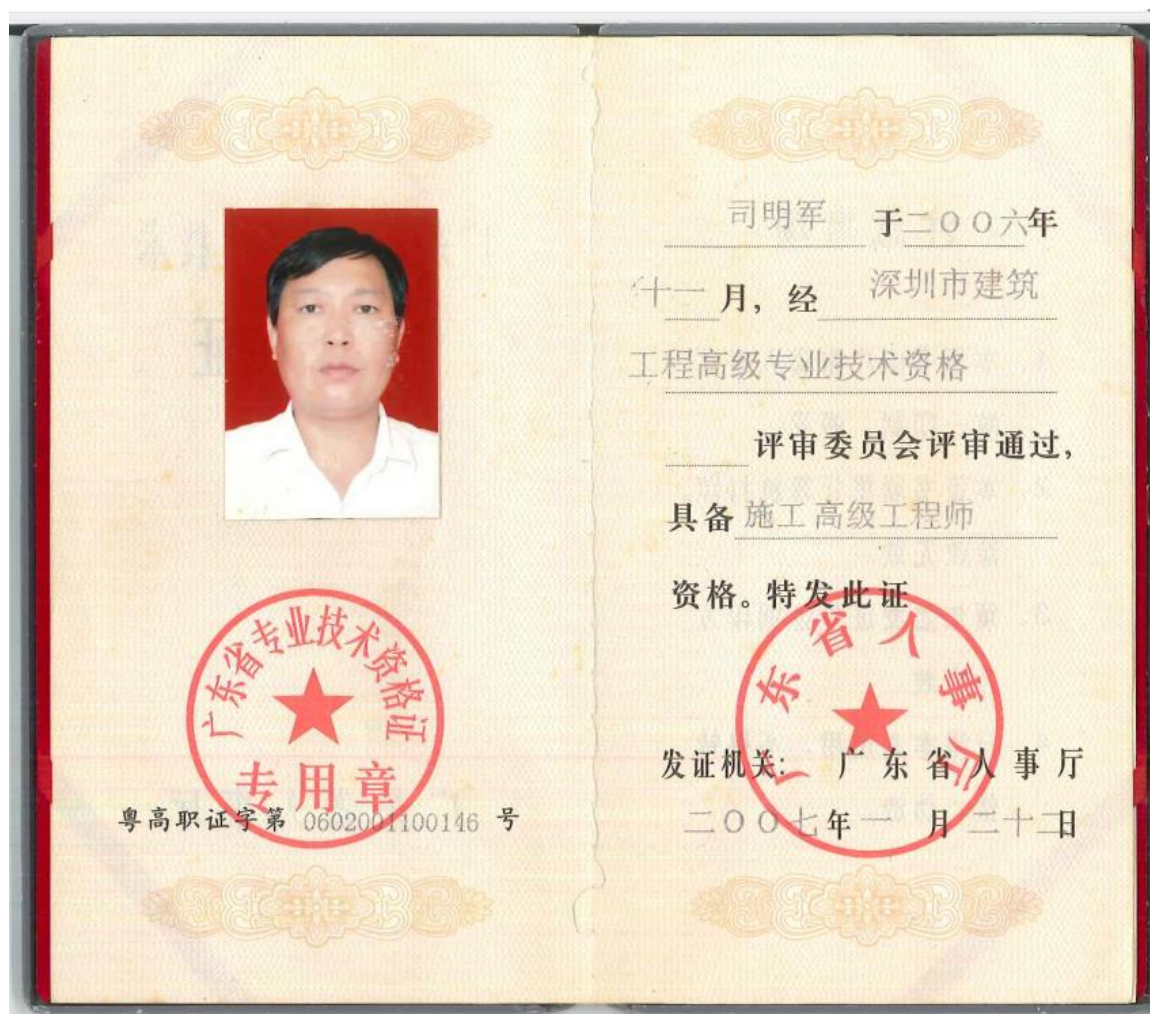 广东省专业技术资格证
专用章
粤高职证字第 0602001100146 号
司明军 于二〇〇六年
十一月，经 深圳市建筑
工程高级专业技术资格
评审委员会评审通过，
具备 施工 高级工程师
资格。特发此证
广东省人事厅
发证机关： 广东省人事厅
二〇〇七年一月二十二日